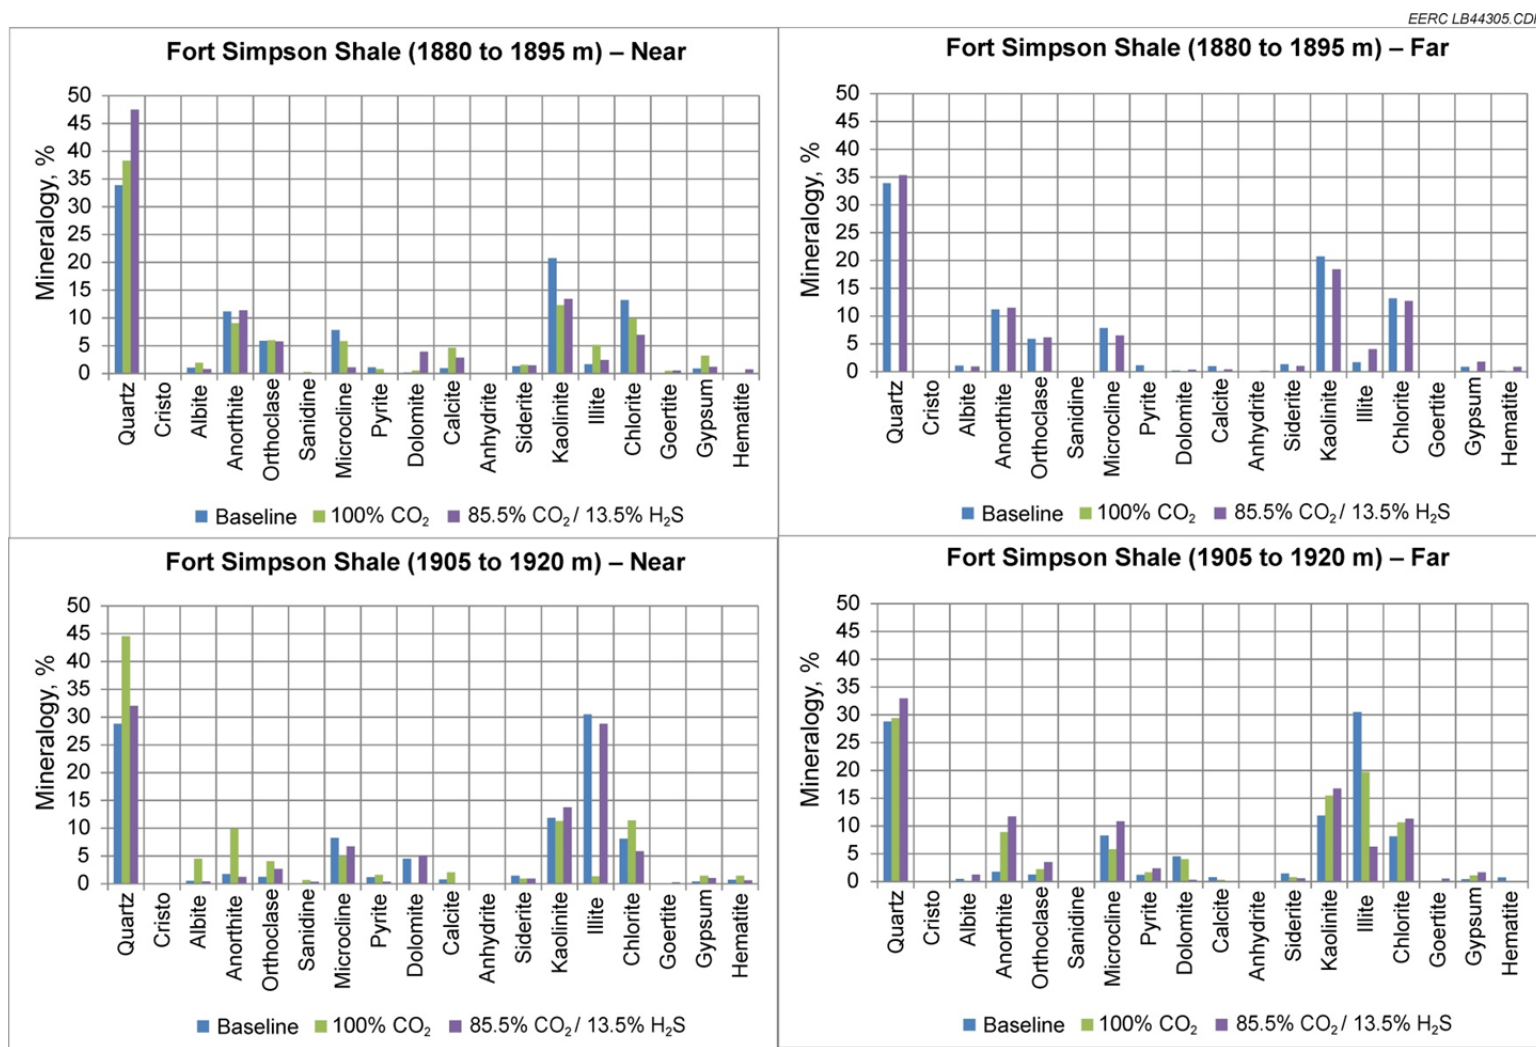 EERC LB44305.CDR
Fort Simpson Shale (1880 to 1895 m) – Near
Mineralogy, %
50
45
40
35
30
25
20
15
10
5
0
Quartz
Cristo
Albite
Anorthite
Orthoclase
Sanidine
Microcline
Pyrite
Dolomite
Calcite
Anhydrite
Siderite
Kaolinite
Illite
Chlorite
Goertite
Gypsum
Hematite
Baseline 100% CO₂ 85.5% CO₂ / 13.5% H₂S
Fort Simpson Shale (1880 to 1895 m) – Far
Mineralogy, %
50
45
40
35
30
25
20
15
10
5
0
Quartz
Cristo
Albite
Anorthite
Orthoclase
Sanidine
Microcline
Pyrite
Dolomite
Calcite
Anhydrite
Siderite
Kaolinite
Illite
Chlorite
Goertite
Gypsum
Hematite
Baseline 100% CO₂ 85.5% CO₂ / 13.5% H₂S
Fort Simpson Shale (1905 to 1920 m) – Near
Mineralogy, %
50
45
40
35
30
25
20
15
10
5
0
Quartz
Cristo
Albite
Anorthite
Orthoclase
Sanidine
Microcline
Pyrite
Dolomite
Calcite
Anhydrite
Siderite
Kaolinite
Illite
Chlorite
Goertite
Gypsum
Hematite
Baseline 100% CO₂ 85.5% CO₂ / 13.5% H₂S
Fort Simpson Shale (1905 to 1920 m) – Far
Mineralogy, %
50
45
40
35
30
25
20
15
10
5
0
Quartz
Cristo
Albite
Anorthite
Orthoclase
Sanidine
Microcline
Pyrite
Dolomite
Calcite
Anhydrite
Siderite
Kaolinite
Illite
Chlorite
Goertite
Gypsum
Hematite
Baseline 100% CO₂ 85.5% CO₂ / 13.5% H₂S